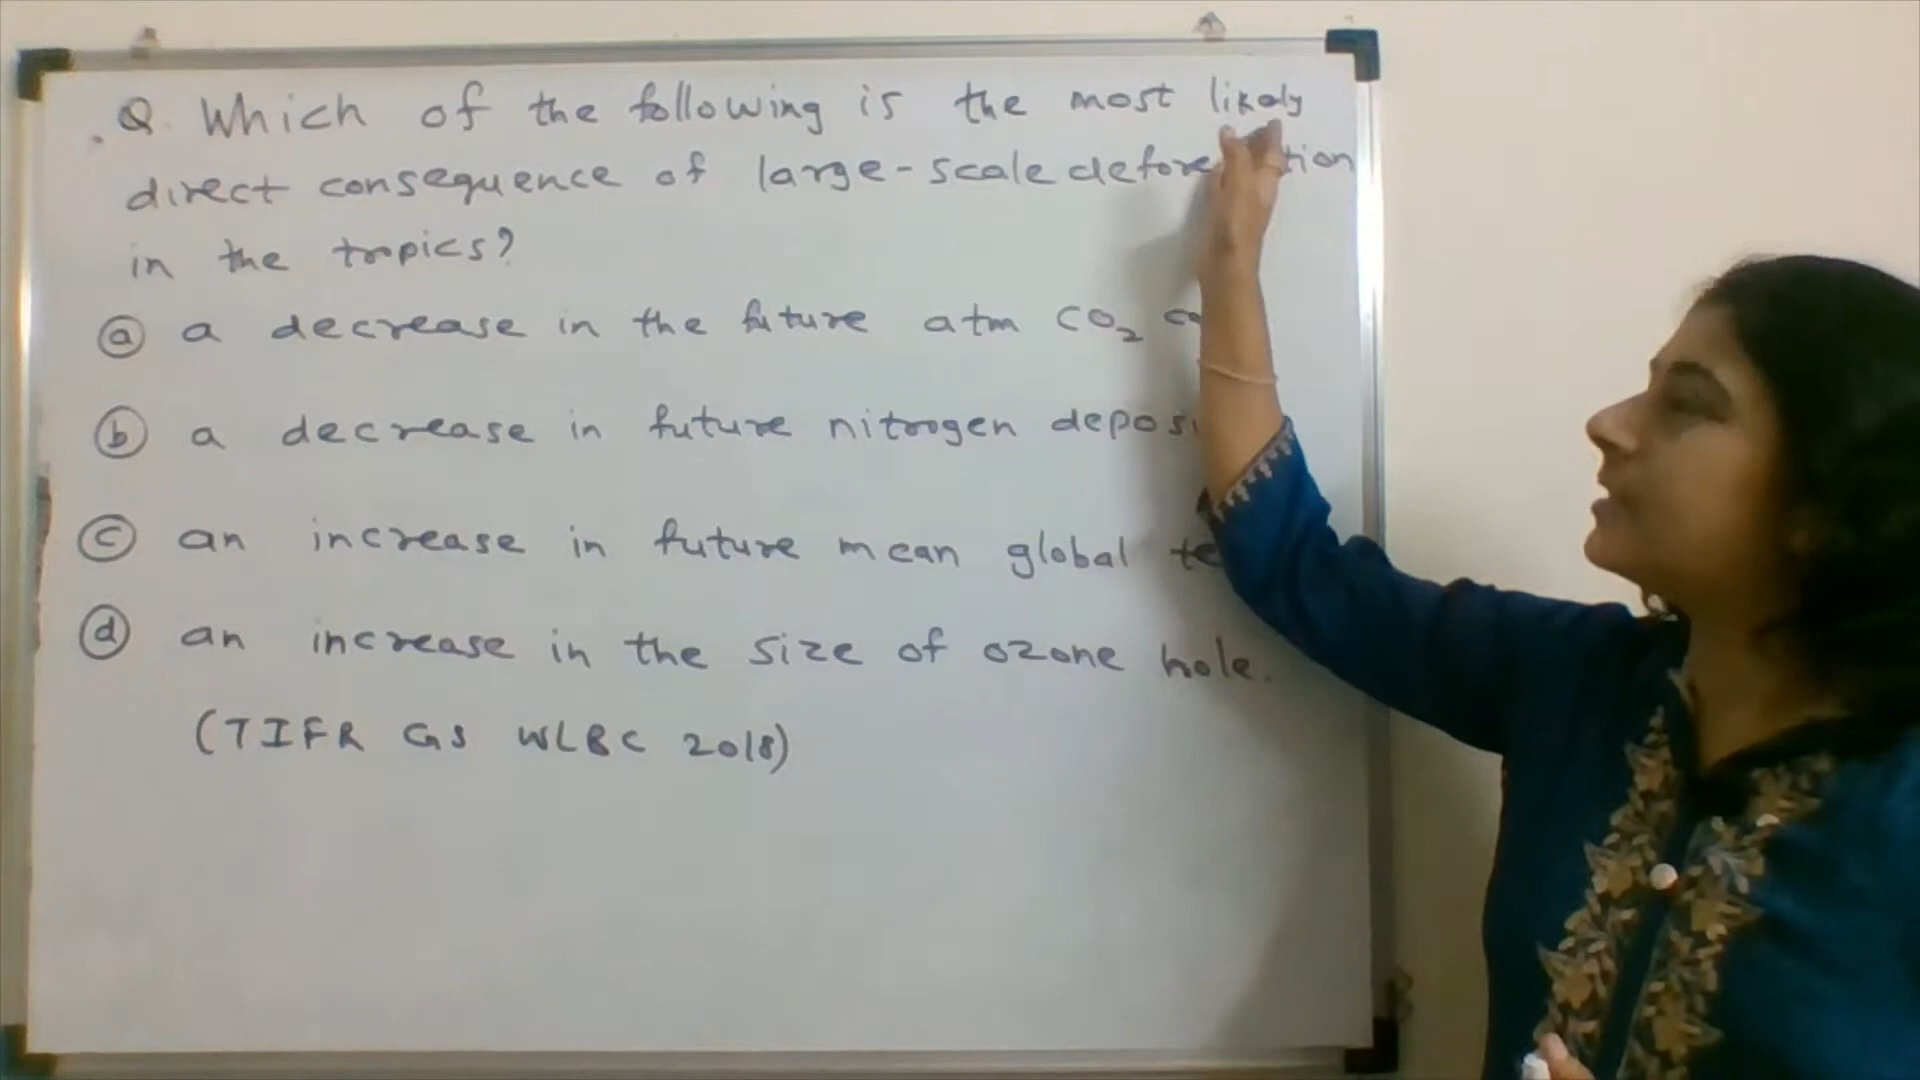 Q. Which of the following is the most likely
direct consequence of large-scale
in the tropics?
(a) a decrease in the future atm CO2
(b) a decrease in future nitrogen
(c) an increase in future mean global
(d) an increase in the size of ozone hole.
(TIFR GS WLBC 2018)